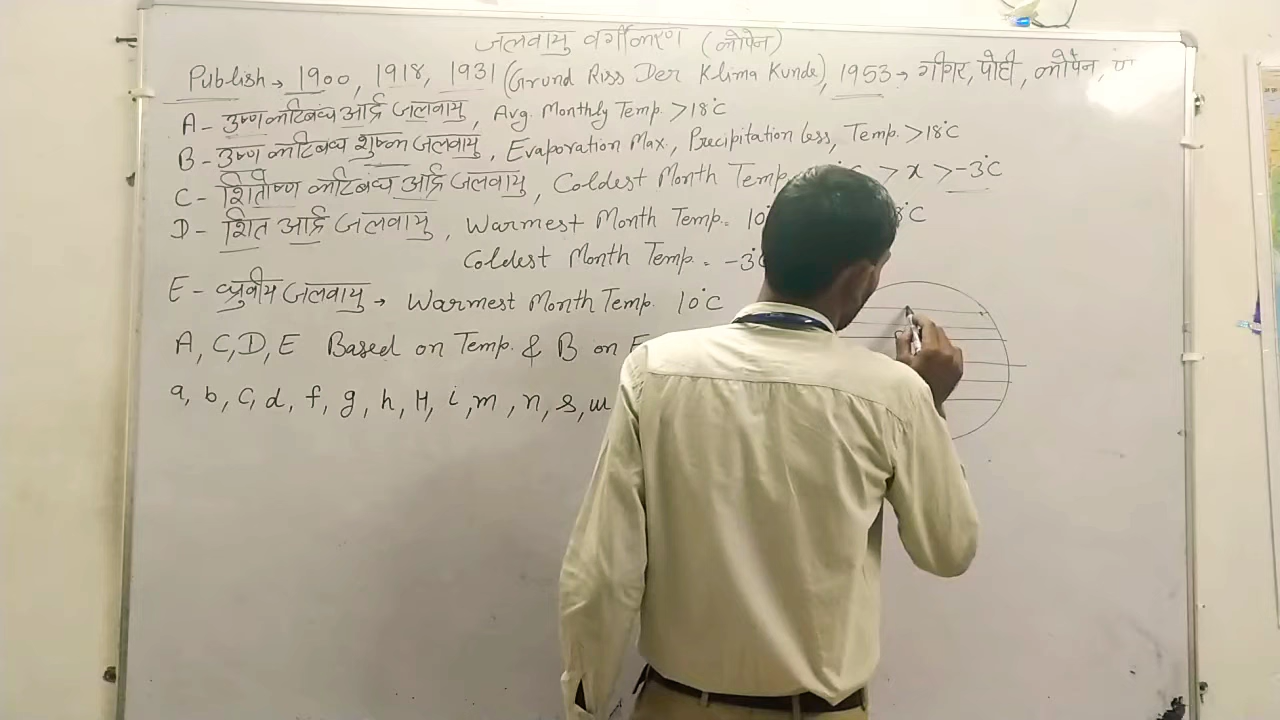 जलवायु वर्गीकरण (कोपेन)
Publish → 1900, 1918, 1931 (Grund Riss Der Klima Kunde), 1953 → गीगर, पोही, कोपेन,
A - उष्ण कटिबंध आर्द्र जलवायु, Avg. Monthly Temp. > 18°C
B - उष्ण कटिबंध शुष्क जलवायु, Evaporation Max., Precipitation less, Temp. > 18°C
C - शितोष्ण कटिबंध आर्द्र जलवायु, Coldest Month Temp. > x > -3°C
D - शित आर्द्र जलवायु, Warmest Month Temp. 10°
Coldest Month Temp. -3°C
E - ध्रुवीय जलवायु → Warmest Month Temp. 10°C
A, C, D, E Based on Temp. & B on
a, b, c, d, f, g, h, H, i, m, n, s, w